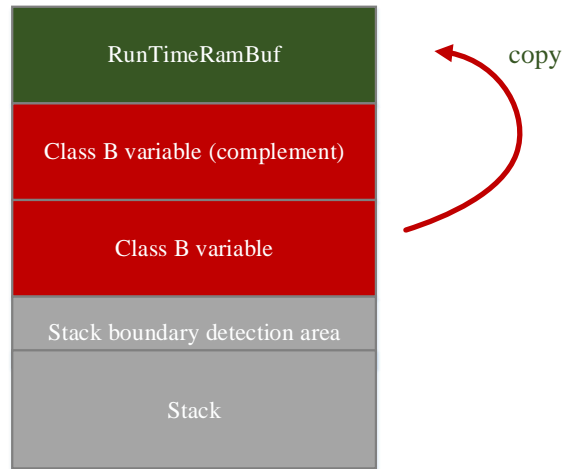 RunTimeRamBuf
copy
Class B variable (complement)
Class B variable
Stack boundary detection area
Stack